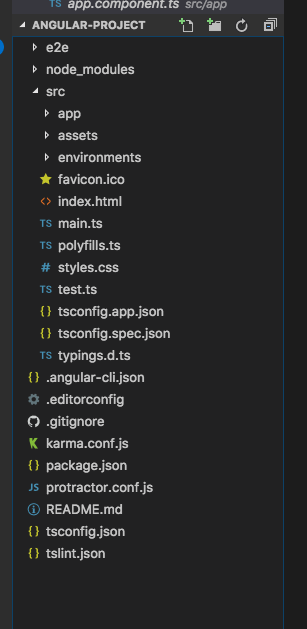 TS app.component.ts src/app
ANGULAR-PROJECT
e2e
node_modules
src
app
assets
environments
favicon.ico
<> index.html
TS main.ts
TS polyfills.ts
# styles.css
TS test.ts
{} tsconfig.app.json
{} tsconfig.spec.json
TS typings.d.ts
{} .angular-cli.json
.editorconfig
.gitignore
K karma.conf.js
{} package.json
JS protractor.conf.js
README.md
{} tsconfig.json
{} tslint.json